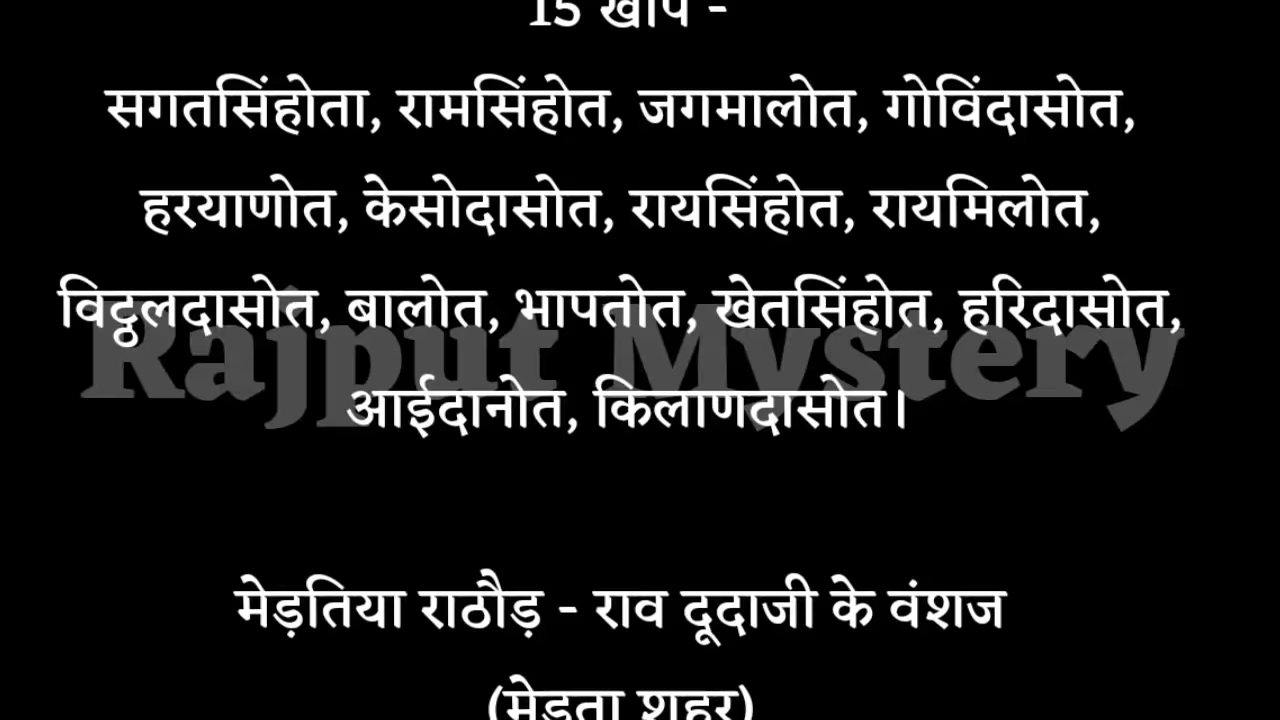 15 खांप -
सगतसिंहोता, रामसिंहोत, जगमालोत, गोविंदासोत,
हरयाणोत, केसोदासोत, रायसिंहोत, रायमिलोत,
विट्ठलदासोत, बालोत, भापतोत, खेतसिंहोत, हरिदासोत,
Rajput Mystery
आईदानोत, किलाणदासोत।
मेड़तिया राठौड़ - राव दूदाजी के वंशज
(मेड़ता शहर)